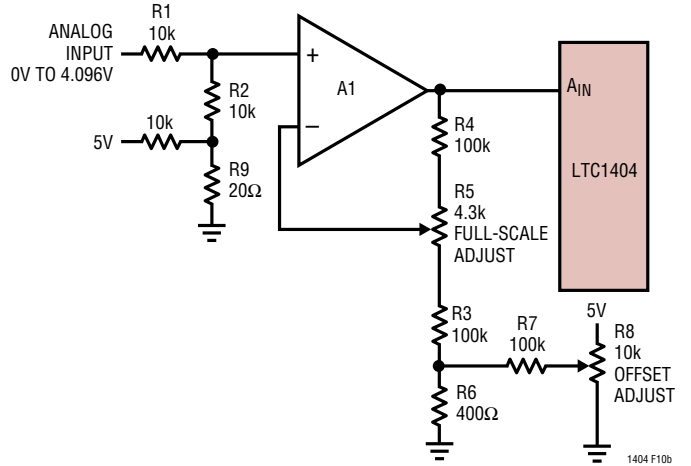 R1
10k
ANALOG
INPUT
0V TO 4.096V
R2
10k
10k
5V
R9
20Ω
+
−
A1
AIN
LTC1404
R4
100k
R5
4.3k
FULL-SCALE
ADJUST
R3
100k
R7
100k
5V
R8
10k
OFFSET
ADJUST
R6
400Ω
1404 F10b